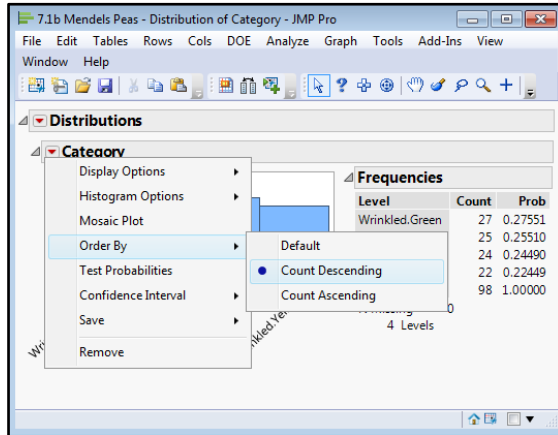 7.1b Mendels Peas - Distribution of Category - JMP Pro
File Edit Tables Rows Cols DOE Analyze Graph Tools Add-Ins View
Window Help
Distributions
Category
Display Options
Histogram Options
Mosaic Plot
Order By
Test Probabilities
Confidence Interval
Save
Remove
Default
Count Descending
Count Ascending
Frequencies
Level Count Prob
Wrinkled.Green 27 0.27551
25 0.25510
24 0.24490
22 0.22449
98 1.00000
0
4 Levels